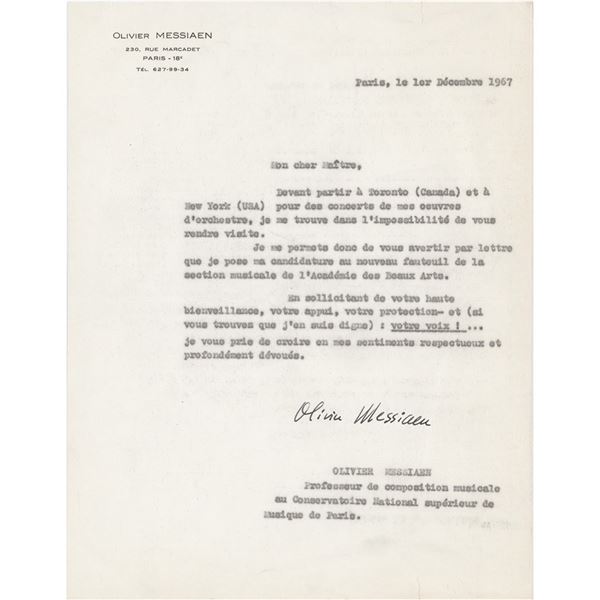 OLIVIER MESSIAEN
230, RUE MARCADET
PARIS - 18ᵉ
TÉL. 627-99-34
Paris, le 1er Décembre 1967
Mon cher Maître,
Devant partir à Toronto (Canada) et à
New York (USA) pour des concerts de mes oeuvres
d'orchestre, je me trouve dans l'impossibilité de vous
rendre visite.
Je me permets donc de vous avertir par lettre
que je pose ma candidature au nouveau fauteuil de la
section musicale de l'Académie des Beaux Arts.
En sollicitant de votre haute
bienveillance, votre appui, votre protection- et (si
vous trouves que j'en suis digne) : votre voix ! ...
je vous prie de croire en mes sentiments respectueux et
profondément dévoués.
Olivier Messiaen
OLIVIER MESSIAEN
Professeur de composition musicale
au Conservatoire National supérieur de
Musique de Paris.